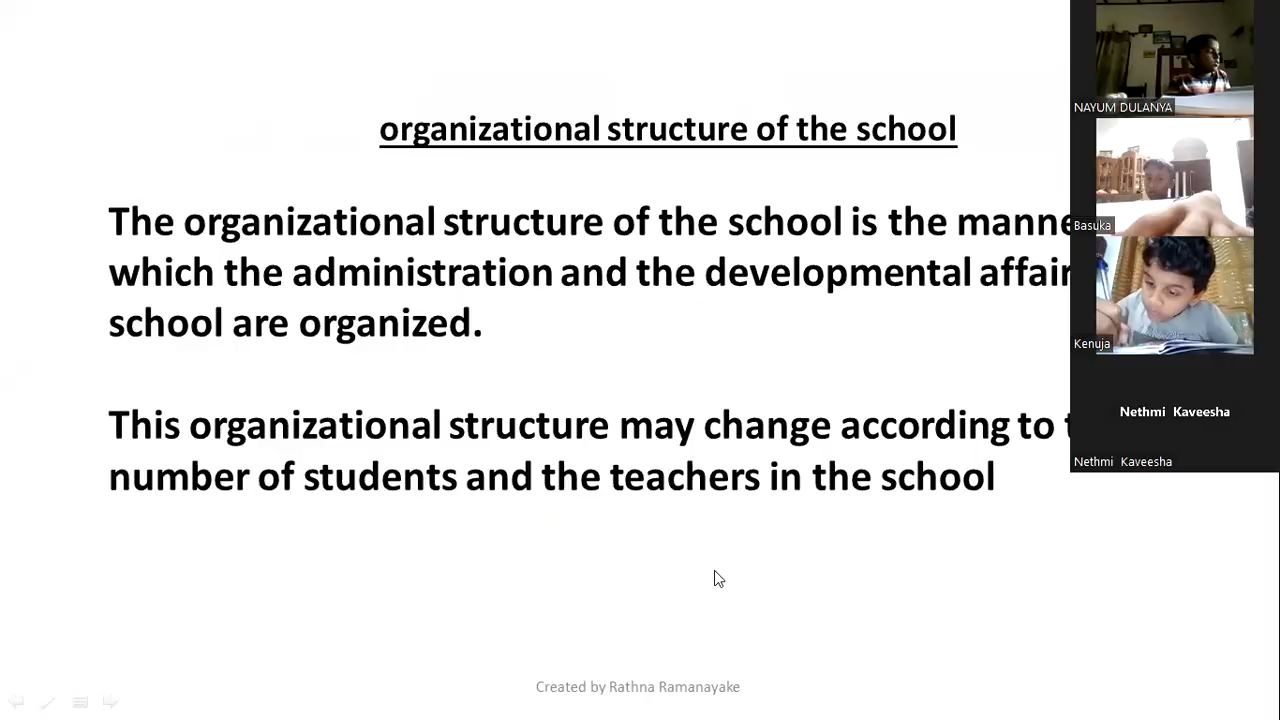 organizational structure of the school
The organizational structure of the school is the manne
which the administration and the developmental affair
school are organized.
This organizational structure may change according to t
number of students and the teachers in the school
Created by Rathna Ramanayake
NAYUM DULANYA
Basuka
Kenuja
Nethmi Kaveesha
Nethmi Kaveesha